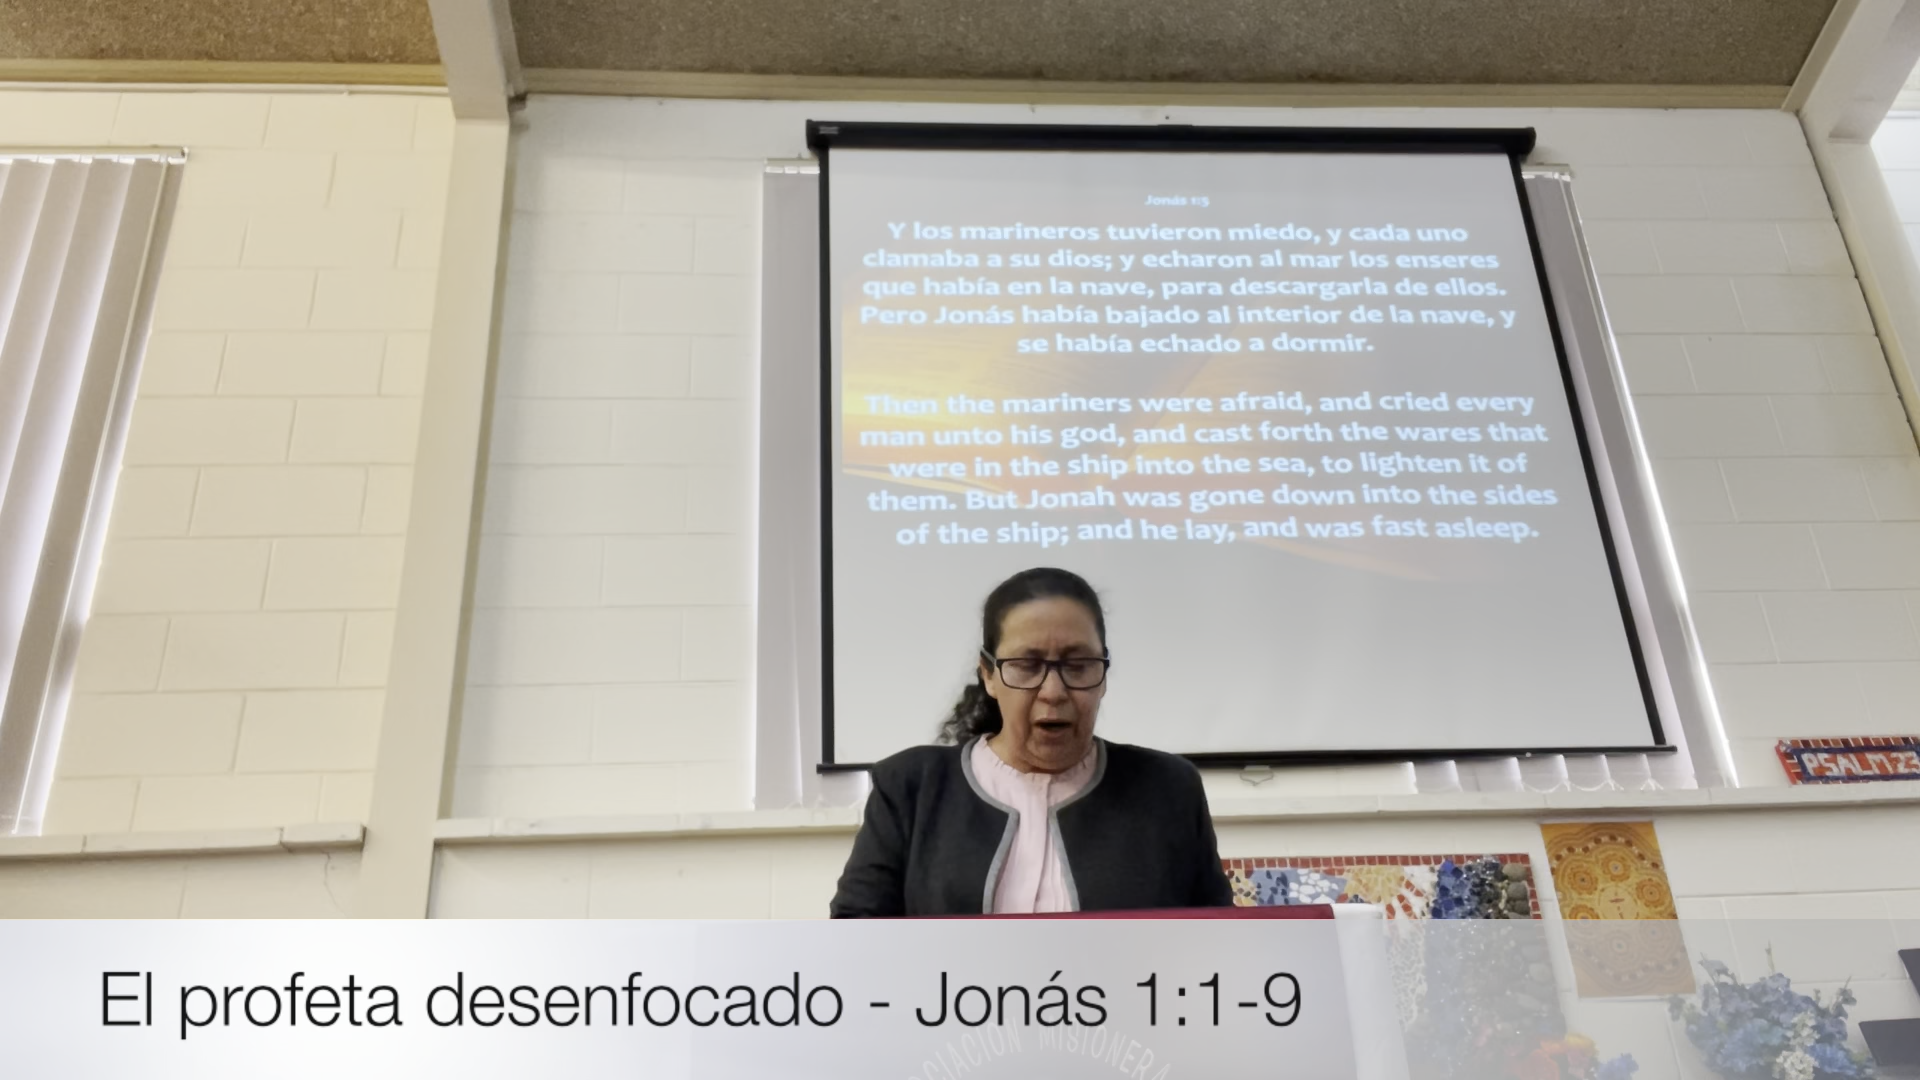 Jonás 1:5
Y los marineros tuvieron miedo, y cada uno
clamaba a su dios; y echaron al mar los enseres
que había en la nave, para descargarla de ellos.
Pero Jonás había bajado al interior de la nave, y
se había echado a dormir.
Then the mariners were afraid, and cried every
man unto his god, and cast forth the wares that
were in the ship into the sea, to lighten it of
them. But Jonah was gone down into the sides
of the ship; and he lay, and was fast asleep.
PSALM 23
El profeta desenfocado - Jonás 1:1-9
MISIONERA